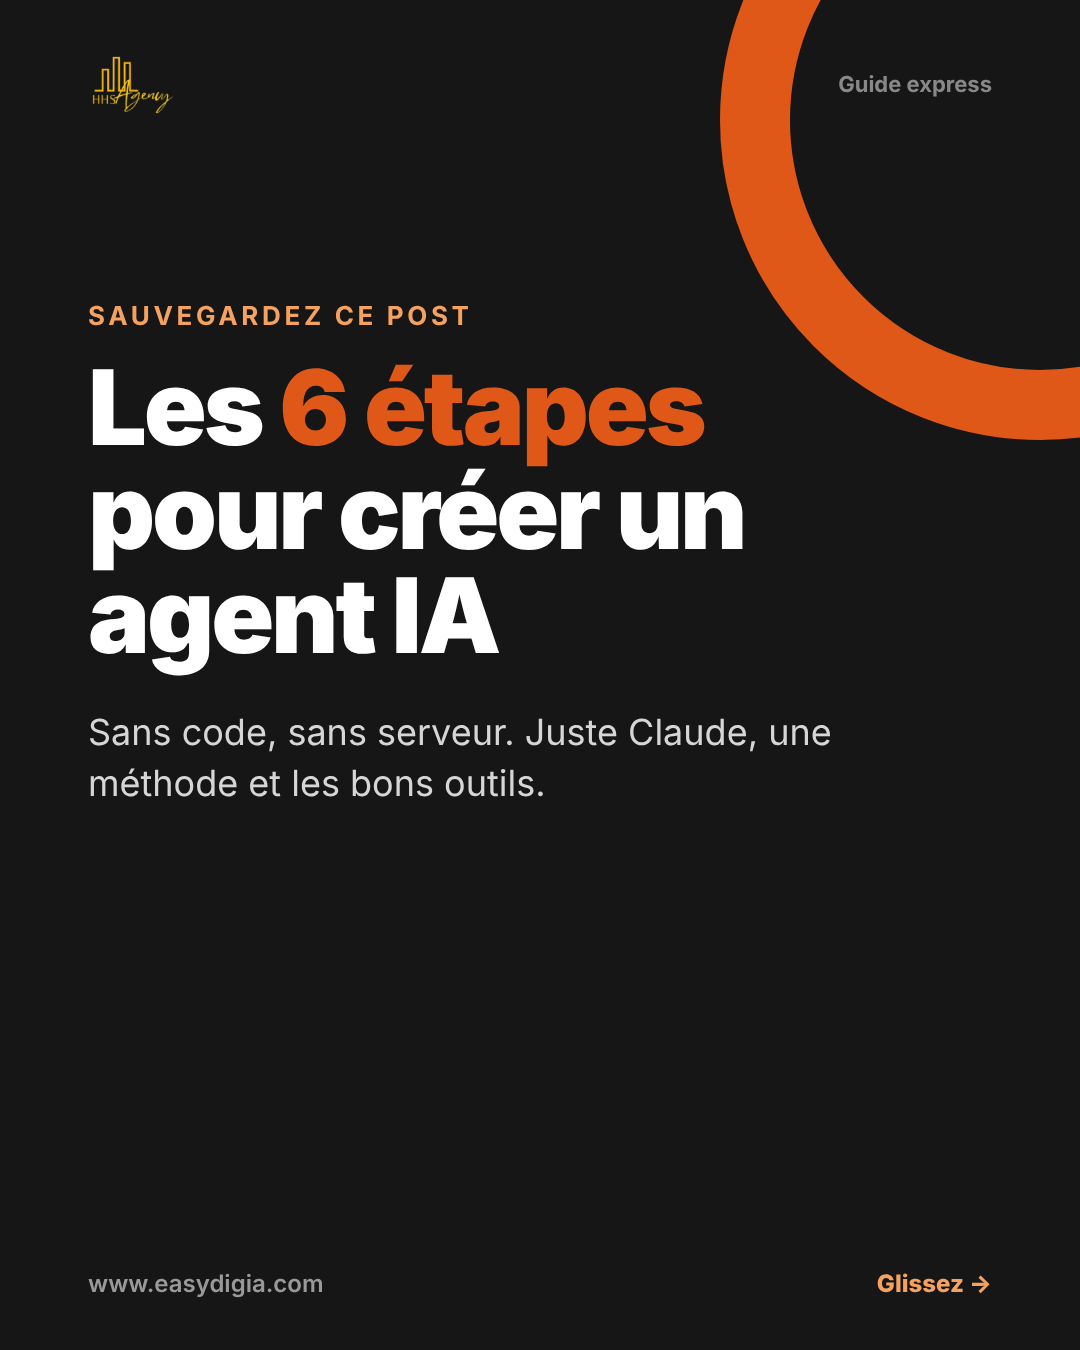 HHS Agency
Guide express
SAUVEGARDEZ CE POST
Les 6 étapes
pour créer un
agent IA
Sans code, sans serveur. Juste Claude, une
méthode et les bons outils.
www.easydigia.com
Glissez →